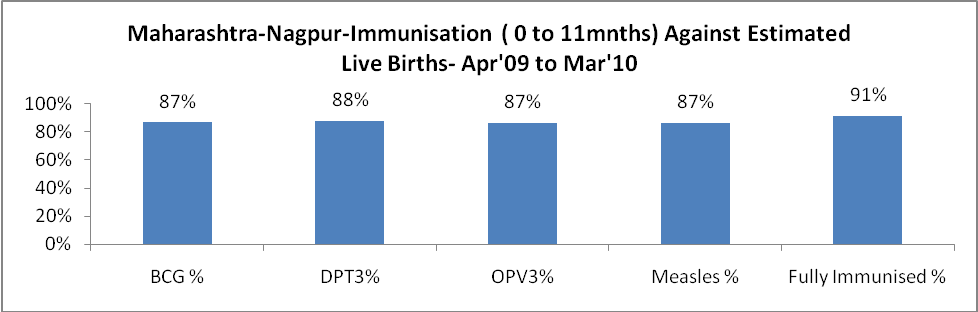 Maharashtra-Nagpur-Immunisation ( 0 to 11mnths) Against Estimated
Live Births- Apr'09 to Mar'10
87% 88% 87% 87% 91%
100%
80%
60%
40%
20%
0%
BCG % DPT3% OPV3% Measles % Fully Immunised %